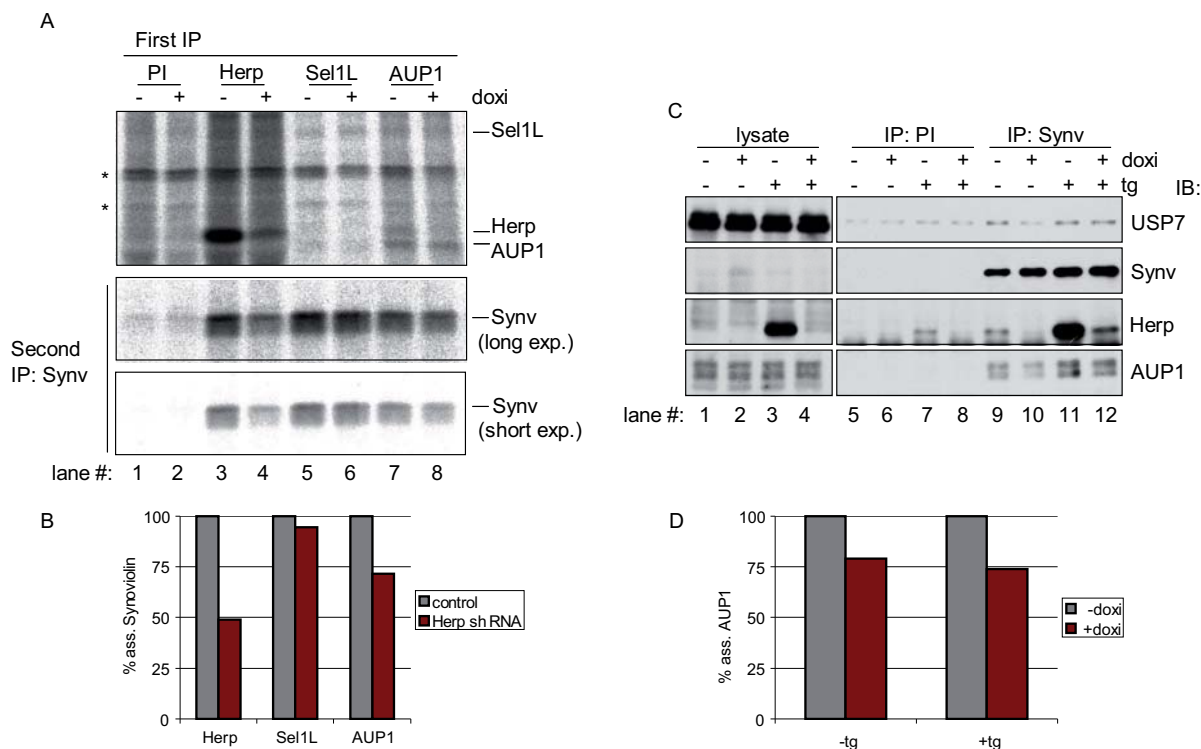 A
First IP
PI Herp Sel1L AUP1
- + - + - + - + doxi
Sel1L
*
*
Herp
AUP1
Second
IP: Synv
Synv
(long exp.)
Synv
(short exp.)
lane #: 1 2 3 4 5 6 7 8
B
% ass. Synoviolin
100
75
50
25
0
Herp Sel1L AUP1
control
Herp sh RNA
C
lysate IP: PI IP: Synv
- + - + - + - + - + - + doxi
- - + + - - + + - - + + tg IB:
USP7
Synv
Herp
AUP1
lane #: 1 2 3 4 5 6 7 8 9 10 11 12
D
% ass. AUP1
100
75
50
25
0
-tg +tg
-doxi
+doxi